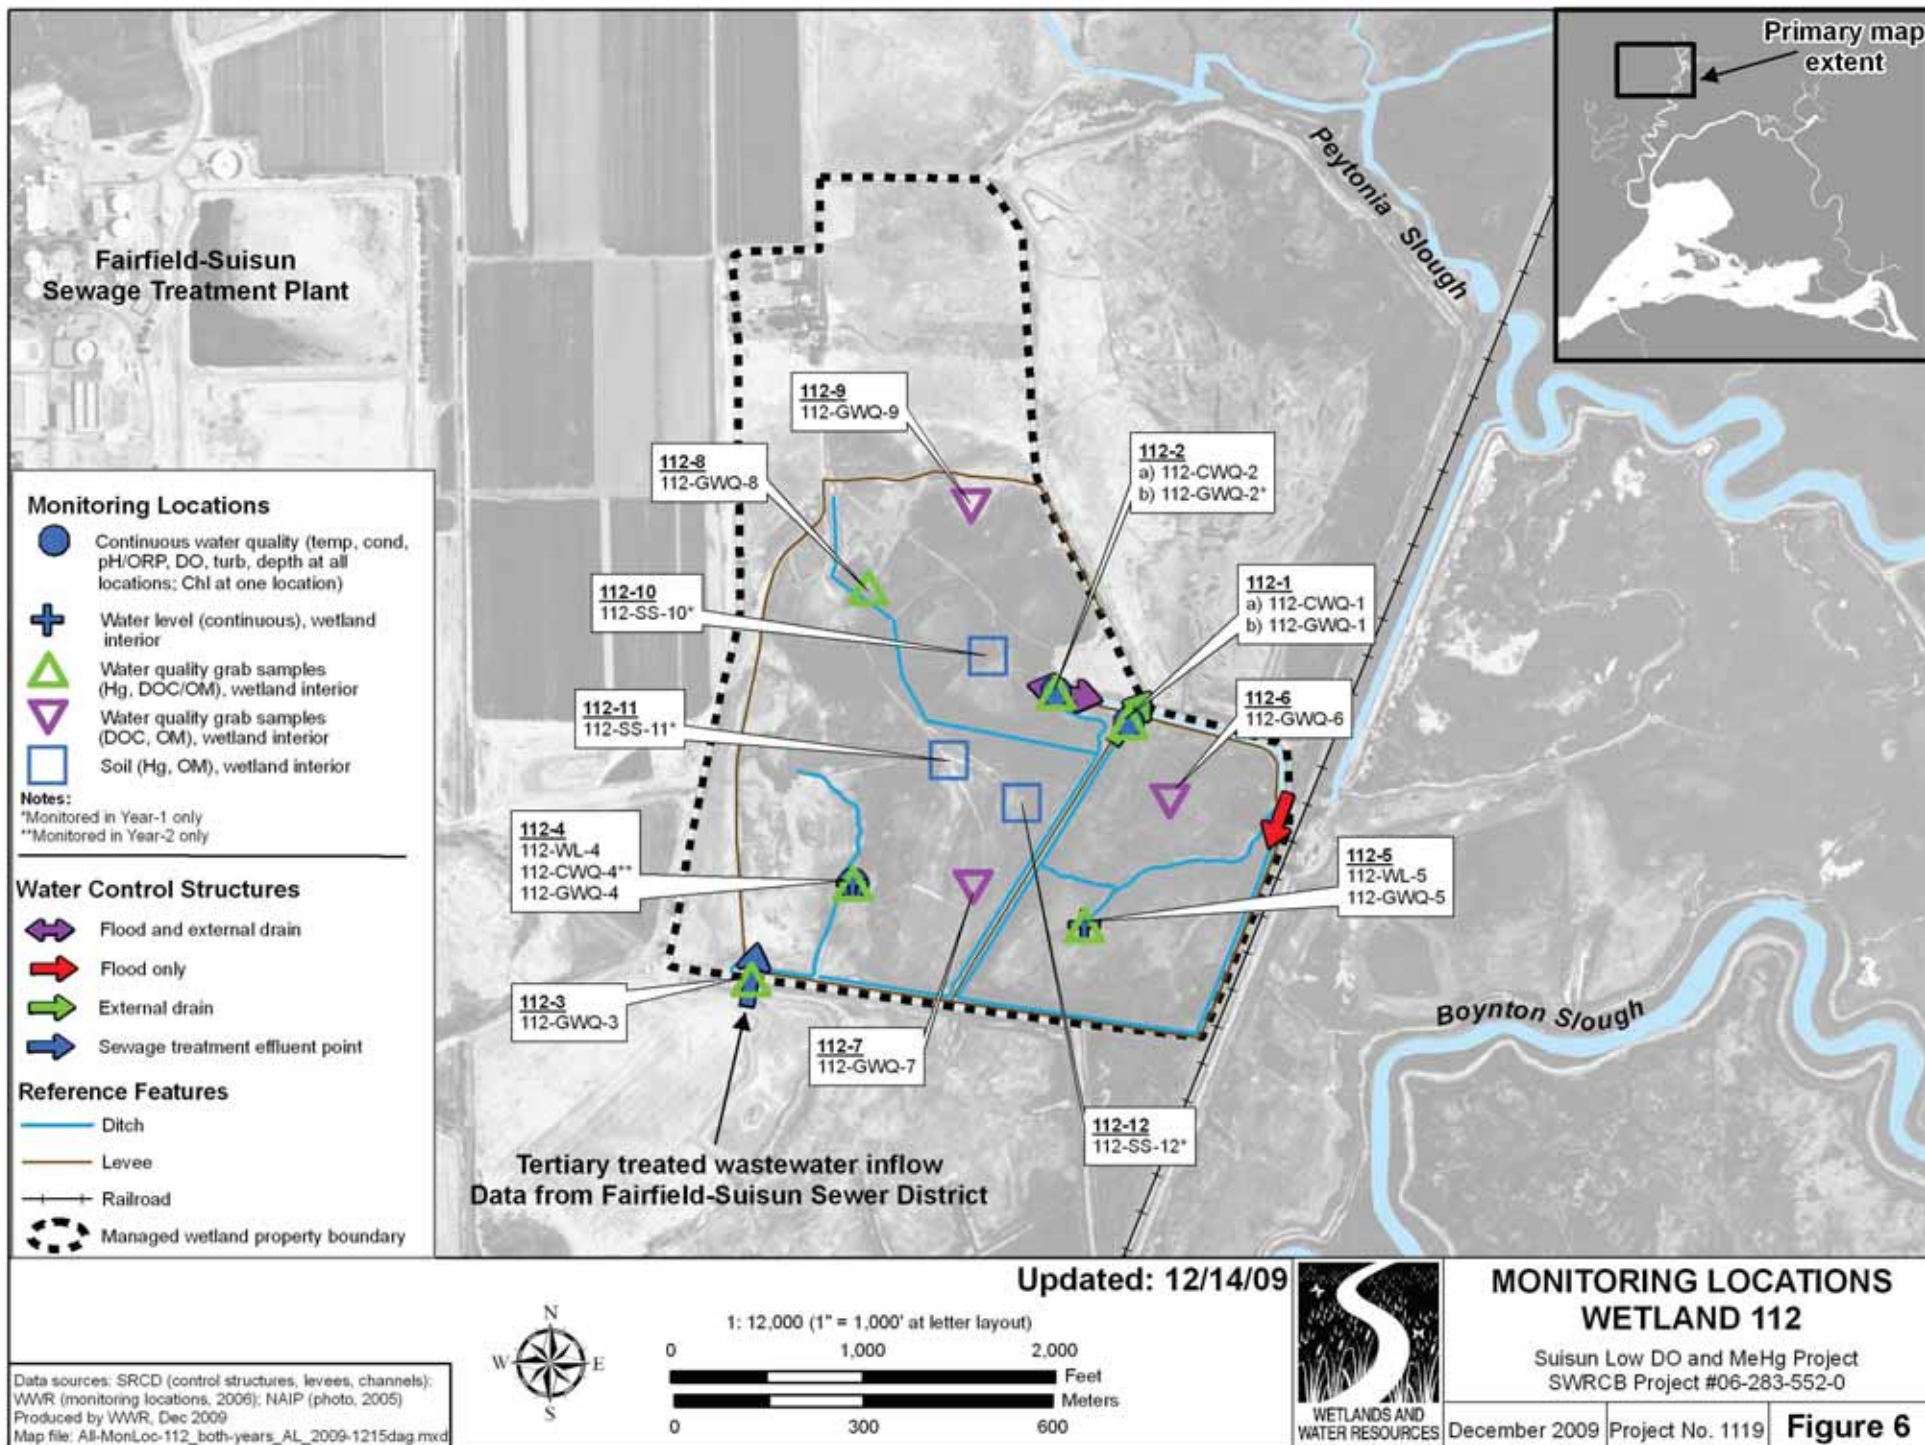 Primary map
extent
Peytonia Slough
Fairfield-Suisun
Sewage Treatment Plant
112-9
112-GWQ-9
112-8
112-GWQ-8
112-2
a) 112-CWQ-2
b) 112-GWQ-2*
112-10
112-SS-10*
112-1
a) 112-CWQ-1
b) 112-GWQ-1
112-11
112-SS-11*
112-6
112-GWQ-6
112-4
112-WL-4
112-CWQ-4**
112-GWQ-4
112-5
112-WL-5
112-GWQ-5
112-3
112-GWQ-3
112-7
112-GWQ-7
112-12
112-SS-12*
Boynton Slough
Tertiary treated wastewater inflow
Data from Fairfield-Suisun Sewer District
Monitoring Locations
Continuous water quality (temp, cond,
pH/ORP, DO, turb, depth at all
locations; Chl at one location)
Water level (continuous), wetland
interior
Water quality grab samples
(Hg, DOC/OM), wetland interior
Water quality grab samples
(DOC, OM), wetland interior
Soil (Hg, OM), wetland interior
Notes:
*Monitored in Year-1 only
**Monitored in Year-2 only
Water Control Structures
Flood and external drain
Flood only
External drain
Sewage treatment effluent point
Reference Features
Ditch
Levee
Railroad
Managed wetland property boundary
Data sources: SRCD (control structures, levees, channels);
WWR (monitoring locations, 2006); NAIP (photo, 2005)
Produced by WWR, Dec 2009
Map file: All-MonLoc-112_both-years_AL_2009-1215dag.mxd
N
W E
S
Updated: 12/14/09
1: 12,000 (1" = 1,000' at letter layout)
0 1,000 2,000
Feet
Meters
0 300 600
WETLANDS AND
WATER RESOURCES
MONITORING LOCATIONS
WETLAND 112
Suisun Low DO and MeHg Project
SWRCB Project #06-283-552-0
December 2009 Project No. 1119 Figure 6